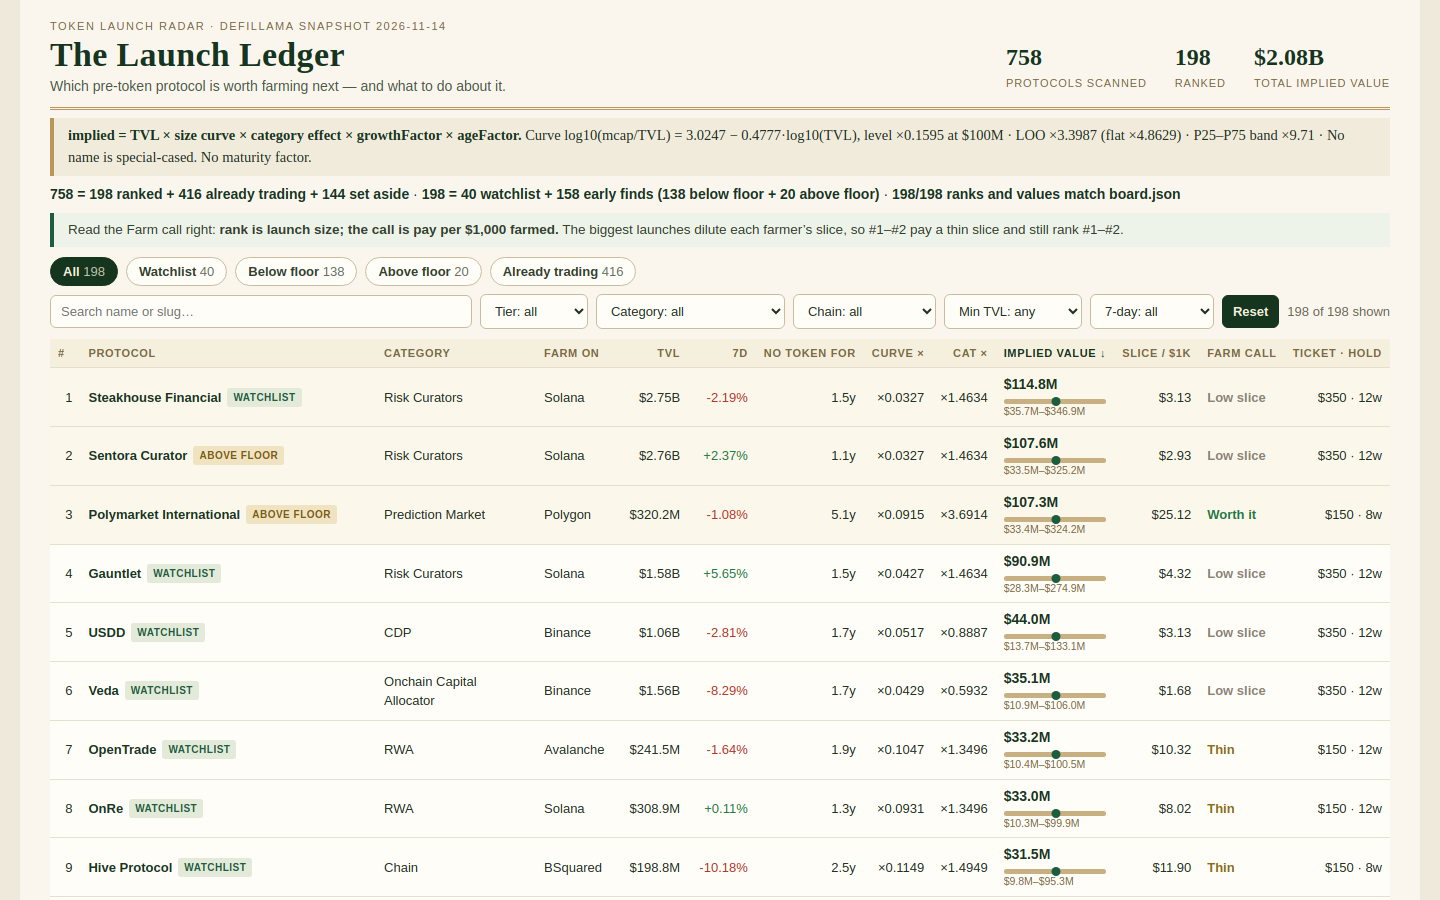 TOKEN LAUNCH RADAR · DEFILLAMA SNAPSHOT 2026-11-14
The Launch Ledger
Which pre-token protocol is worth farming next — and what to do about it.
758 198 $2.08B
PROTOCOLS SCANNED RANKED TOTAL IMPLIED VALUE
implied = TVL × size curve × category effect × growthFactor × ageFactor. Curve log10(mcap/TVL) = 3.0247 − 0.4777·log10(TVL), level ×0.1595 at $100M · LOO ×3.3987 (flat ×4.8629) · P25–P75 band ×9.71 · No
name is special-cased. No maturity factor.
758 = 198 ranked + 416 already trading + 144 set aside · 198 = 40 watchlist + 158 early finds (138 below floor + 20 above floor) · 198/198 ranks and values match board.json
Read the Farm call right: rank is launch size; the call is pay per $1,000 farmed. The biggest launches dilute each farmer’s slice, so #1–#2 pay a thin slice and still rank #1–#2.
All 198 Watchlist 40 Below floor 138 Above floor 20 Already trading 416
Search name or slug… Tier: all Category: all Chain: all Min TVL: any 7-day: all Reset 198 of 198 shown
# PROTOCOL CATEGORY FARM ON TVL 7D NO TOKEN FOR CURVE × CAT × IMPLIED VALUE ↓ SLICE / $1K FARM CALL TICKET · HOLD
1 Steakhouse Financial WATCHLIST Risk Curators Solana $2.75B -2.19% 1.5y ×0.0327 ×1.4634 $114.8M $3.13 Low slice $350 · 12w
$35.7M–$346.9M
2 Sentora Curator ABOVE FLOOR Risk Curators Solana $2.76B +2.37% 1.1y ×0.0327 ×1.4634 $107.6M $2.93 Low slice $350 · 12w
$33.5M–$325.2M
3 Polymarket International ABOVE FLOOR Prediction Market Polygon $320.2M -1.08% 5.1y ×0.0915 ×3.6914 $107.3M $25.12 Worth it $150 · 8w
$33.4M–$324.2M
4 Gauntlet WATCHLIST Risk Curators Solana $1.58B +5.65% 1.5y ×0.0427 ×1.4634 $90.9M $4.32 Low slice $350 · 12w
$28.3M–$274.9M
5 USDD WATCHLIST CDP Binance $1.06B -2.81% 1.7y ×0.0517 ×0.8887 $44.0M $3.13 Low slice $350 · 12w
$13.7M–$133.1M
6 Veda WATCHLIST Onchain Capital Allocator Binance $1.56B -8.29% 1.7y ×0.0429 ×0.5932 $35.1M $1.68 Low slice $350 · 12w
$10.9M–$106.0M
7 OpenTrade WATCHLIST RWA Avalanche $241.5M -1.64% 1.9y ×0.1047 ×1.3496 $33.2M $10.32 Thin $150 · 12w
$10.4M–$100.5M
8 OnRe WATCHLIST RWA Solana $308.9M +0.11% 1.3y ×0.0931 ×1.3496 $33.0M $8.02 Thin $150 · 12w
$10.3M–$99.9M
9 Hive Protocol WATCHLIST Chain BSquared $198.8M -10.18% 2.5y ×0.1149 ×1.4949 $31.5M $11.90 Thin $150 · 8w
$9.8M–$95.3M